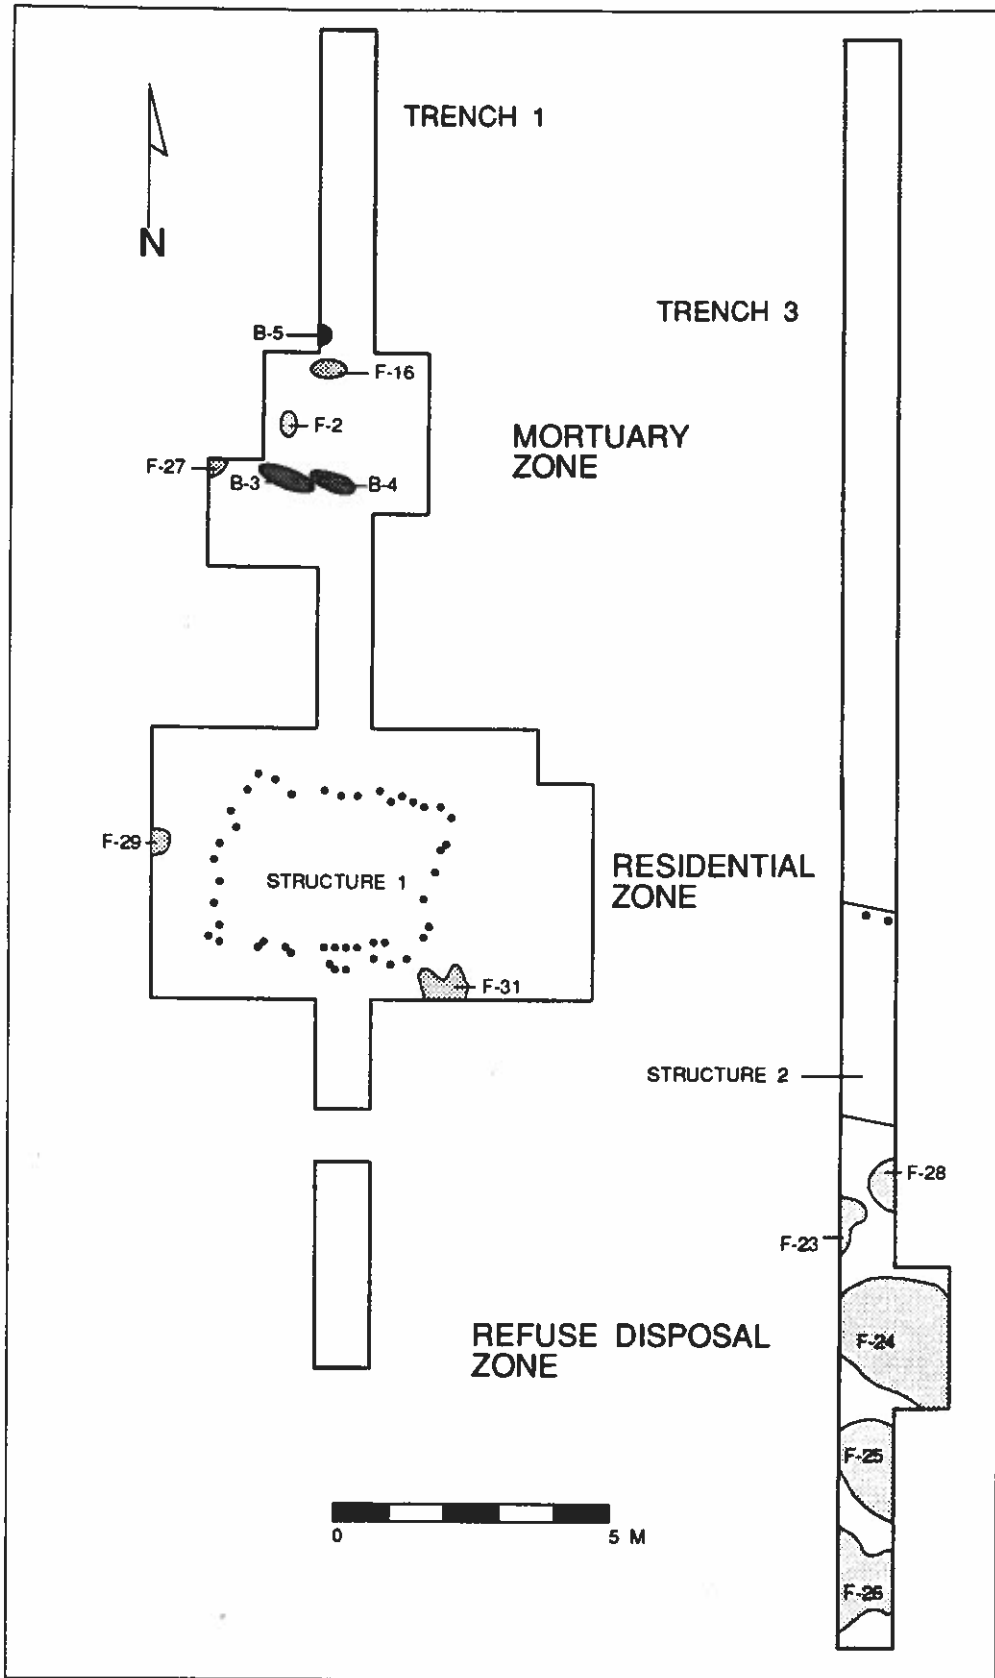 TRENCH 1
N
TRENCH 3
B-5
F-16
F-2
MORTUARY
ZONE
F-27
B-3
B-4
F-29
STRUCTURE 1
RESIDENTIAL
ZONE
F-31
STRUCTURE 2
F-28
F-23
REFUSE DISPOSAL
ZONE
F-24
F-25
0
5 M
F-26